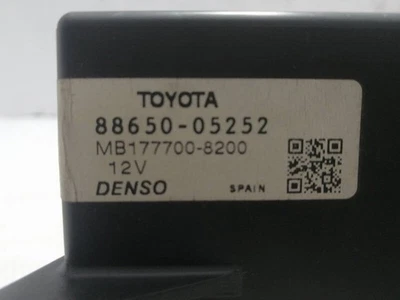 TOYOTA
88650-05252
MB177700-8200
12V
DENSO SPAIN